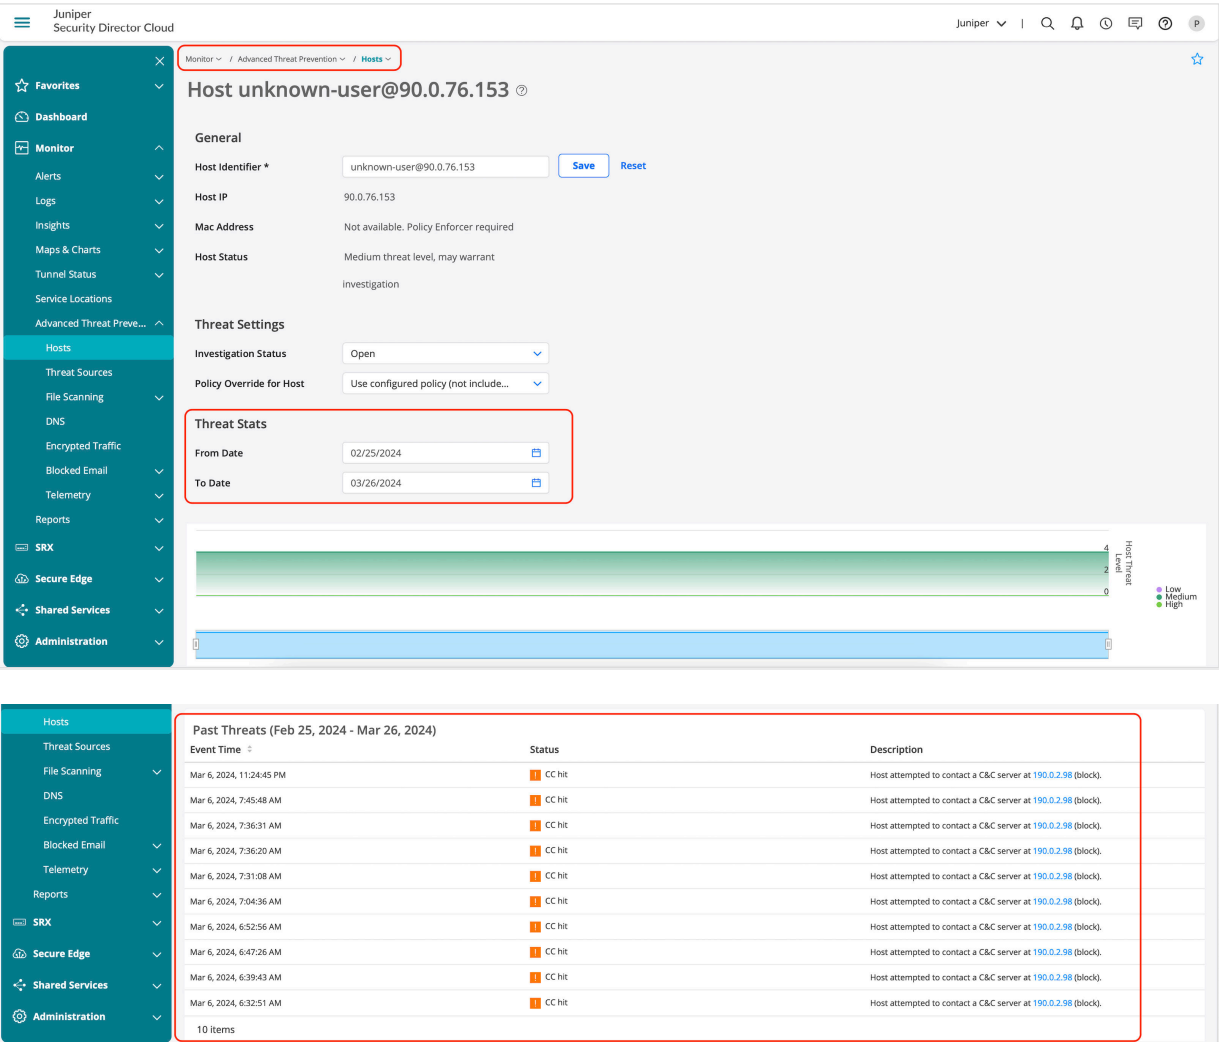 Juniper
Security Director Cloud
Juniper
P
Favorites
Dashboard
Monitor
Alerts
Logs
Insights
Maps & Charts
Tunnel Status
Service Locations
Advanced Threat Preve...
Hosts
Threat Sources
File Scanning
DNS
Encrypted Traffic
Blocked Email
Telemetry
Reports
SRX
Secure Edge
Shared Services
Administration
Monitor / Advanced Threat Prevention / Hosts
Host unknown-user@90.0.76.153
General
Host Identifier * unknown-user@90.0.76.153 Save Reset
Host IP 90.0.76.153
Mac Address Not available. Policy Enforcer required
Host Status Medium threat level, may warrant
investigation
Threat Settings
Investigation Status Open
Policy Override for Host Use configured policy (not include...
Threat Stats
From Date 02/25/2024
To Date 03/26/2024
4
2
0
Host Threat
Level
Low
Medium
High
Hosts
Threat Sources
File Scanning
DNS
Encrypted Traffic
Blocked Email
Telemetry
Reports
SRX
Secure Edge
Shared Services
Administration
Past Threats (Feb 25, 2024 - Mar 26, 2024)
Event Time Status Description
Mar 6, 2024, 11:24:45 PM CC hit Host attempted to contact a C&C server at 190.0.2.98 (block).
Mar 6, 2024, 7:45:48 AM CC hit Host attempted to contact a C&C server at 190.0.2.98 (block).
Mar 6, 2024, 7:36:31 AM CC hit Host attempted to contact a C&C server at 190.0.2.98 (block).
Mar 6, 2024, 7:36:20 AM CC hit Host attempted to contact a C&C server at 190.0.2.98 (block).
Mar 6, 2024, 7:31:08 AM CC hit Host attempted to contact a C&C server at 190.0.2.98 (block).
Mar 6, 2024, 7:04:36 AM CC hit Host attempted to contact a C&C server at 190.0.2.98 (block).
Mar 6, 2024, 6:52:56 AM CC hit Host attempted to contact a C&C server at 190.0.2.98 (block).
Mar 6, 2024, 6:47:26 AM CC hit Host attempted to contact a C&C server at 190.0.2.98 (block).
Mar 6, 2024, 6:39:43 AM CC hit Host attempted to contact a C&C server at 190.0.2.98 (block).
Mar 6, 2024, 6:32:51 AM CC hit Host attempted to contact a C&C server at 190.0.2.98 (block).
10 items